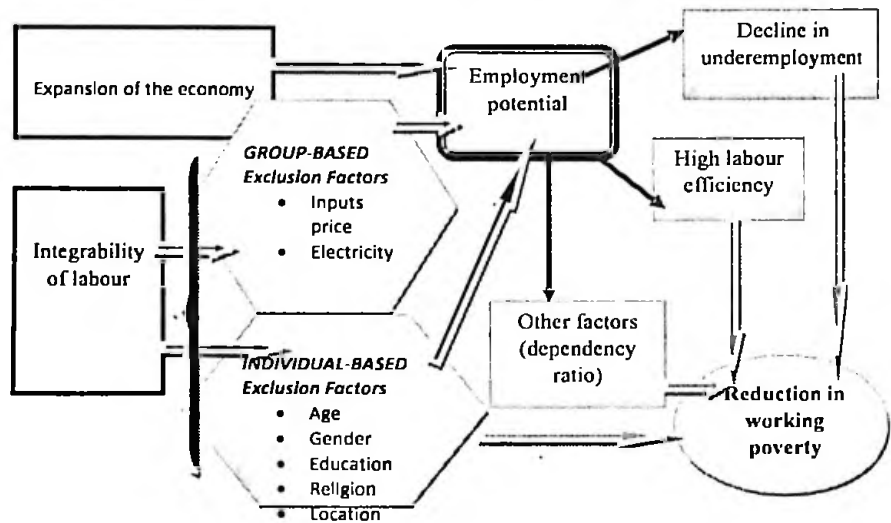 Expansion of the economy
Employment
potential
Decline in
underemployment
GROUP-BASED
Exclusion Factors
• Inputs
price
• Electricity
High labour
efficiency
Integrability
of labour
Other factors
(dependency
ratio)
INDIVIDUAL-BASED
Exclusion Factors
• Age
• Gender
• Education
• Religion
• Location
Reduction in
working
poverty